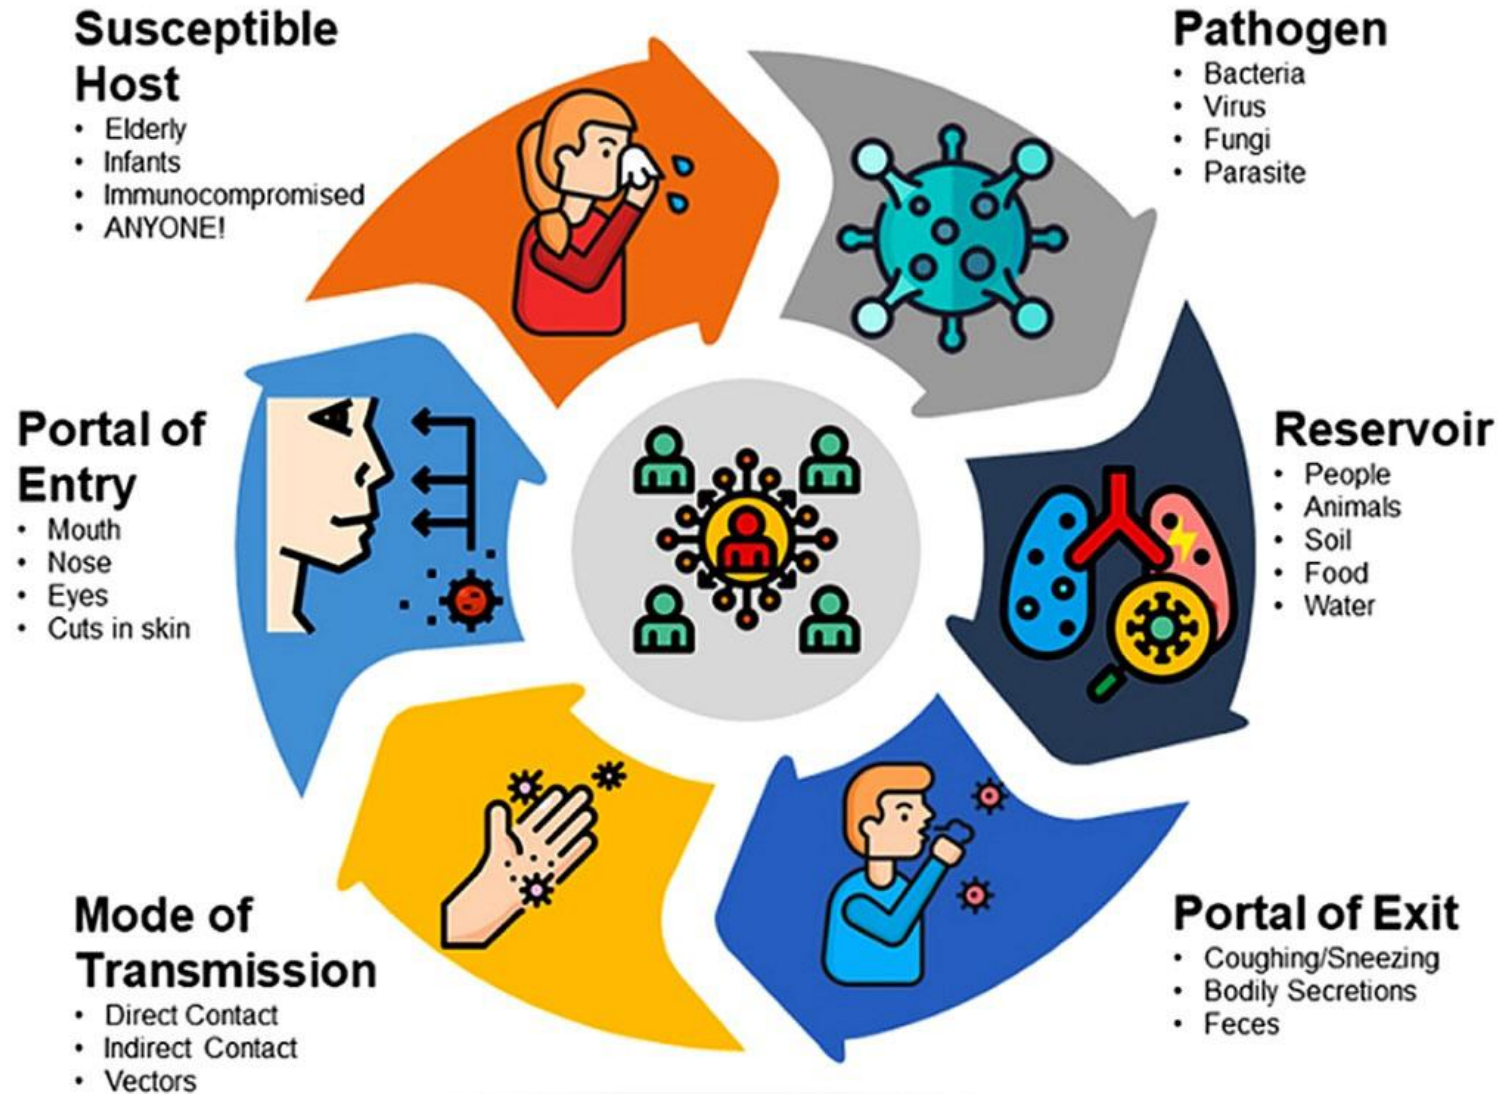 Susceptible
Host
• Elderly
• Infants
• Immunocompromised
• ANYONE!
Pathogen
• Bacteria
• Virus
• Fungi
• Parasite
Reservoir
• People
• Animals
• Soil
• Food
• Water
Portal of Exit
• Coughing/Sneezing
• Bodily Secretions
• Feces
Mode of
Transmission
• Direct Contact
• Indirect Contact
• Vectors
Portal of
Entry
• Mouth
• Nose
• Eyes
• Cuts in skin